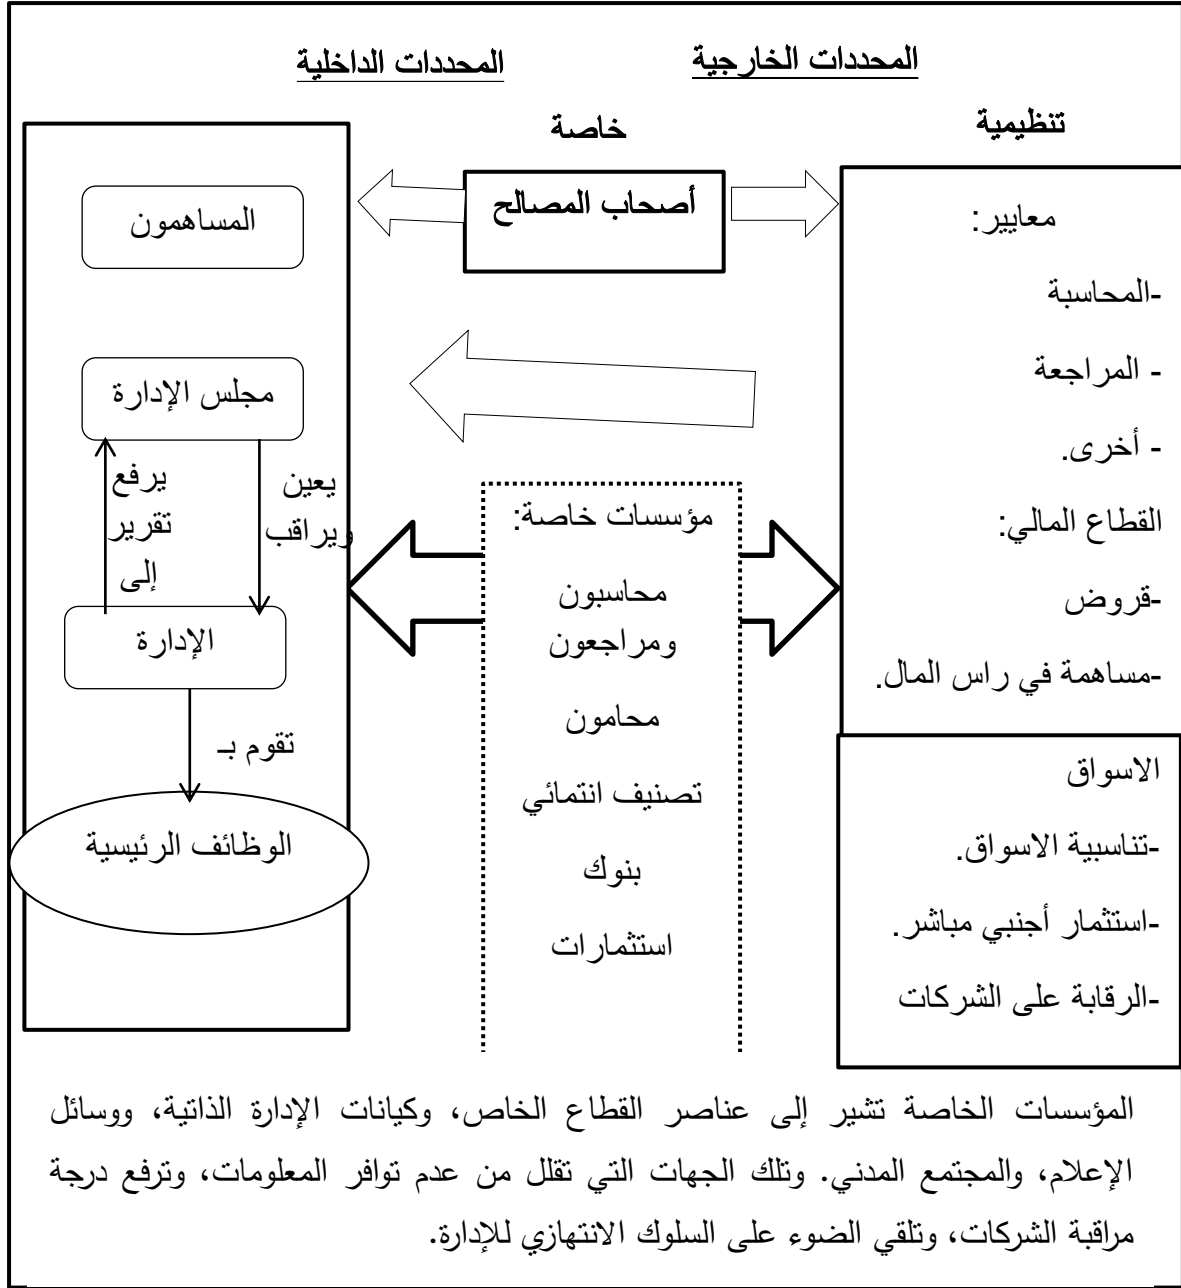 المحددات الخارجية
المحددات الداخلية
تنظيمية
خاصة
معايير:
-المحاسبة
- المراجعة
- أخرى.
القطاع المالي:
-قروض
-مساهمة في راس المال.
الاسواق
-تناسبية الاسواق.
-استثمار أجنبي مباشر.
-الرقابة على الشركات
أصحاب المصالح
مؤسسات خاصة:
محاسبون
ومراجعون
محامون
تصنيف انتمائي
بنوك
استثمارات
المساهمون
مجلس الإدارة
يعين
ويراقب
يرفع
تقرير
إلى
الإدارة
تقوم بـ
الوظائف الرئيسية
المؤسسات الخاصة تشير إلى عناصر القطاع الخاص، وكيانات الإدارة الذاتية، ووسائل
الإعلام، والمجتمع المدني. وتلك الجهات التي تقلل من عدم توافر المعلومات، وترفع درجة
مراقبة الشركات، وتلقي الضوء على السلوك الانتهازي للإدارة.